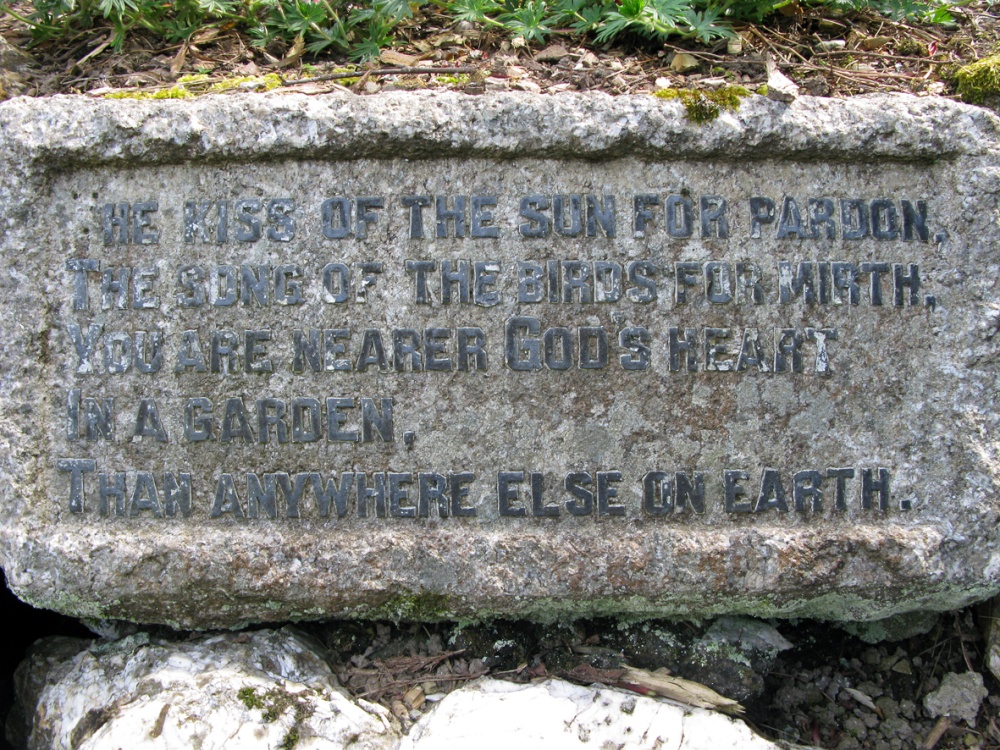 HE KISS OF THE SUN FOR PARDON,
THE SONG OF THE BIRDS FOR MIRTH,
YOU ARE NEARER GOD'S HEART
IN A GARDEN,
THAN ANYWHERE ELSE ON EARTH.